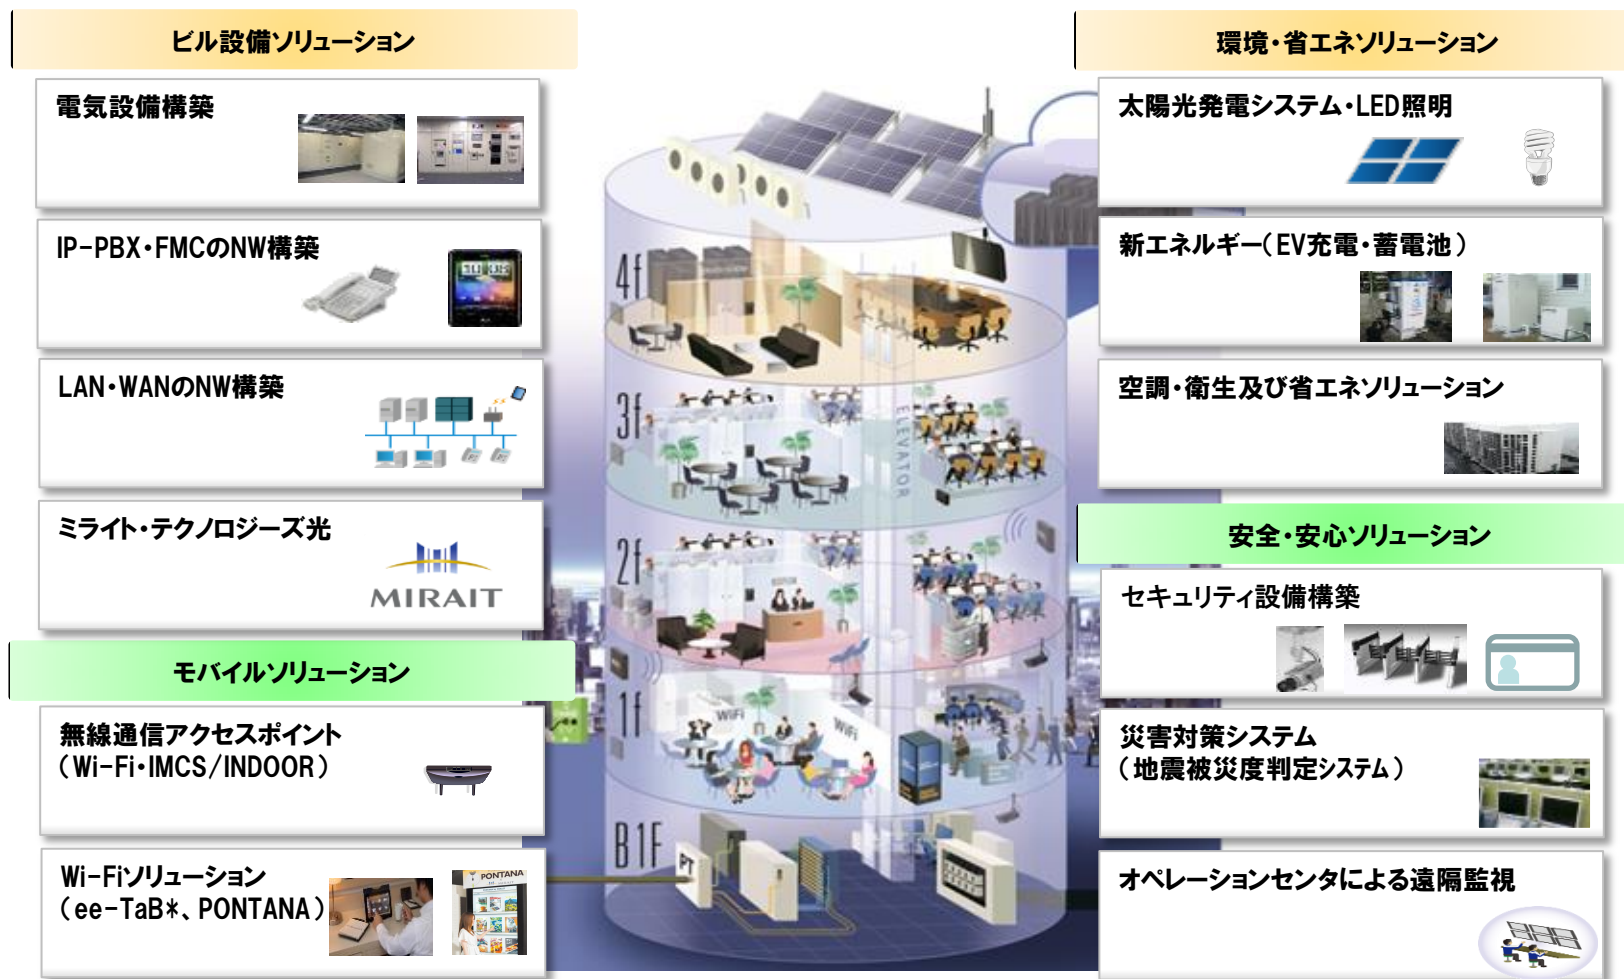 ビル設備ソリューション
電気設備構築
IP-PBX・FMCのNW構築
LAN・WANのNW構築
ミライト・テクノロジーズ光
MIRAIT
モバイルソリューション
無線通信アクセスポイント
(Wi-Fi・IMCS/INDOOR)
Wi-Fiソリューション
(ee-TaB*、PONTANA)
PONTANA
4f
3f
ELEVATOR
2f
1f
WiFi
WiFi
B1F
PT
環境・省エネソリューション
太陽光発電システム・LED照明
新エネルギー(EV充電・蓄電池)
空調・衛生及び省エネソリューション
安全・安心ソリューション
セキュリティ設備構築
災害対策システム
(地震被災度判定システム)
オペレーションセンタによる遠隔監視